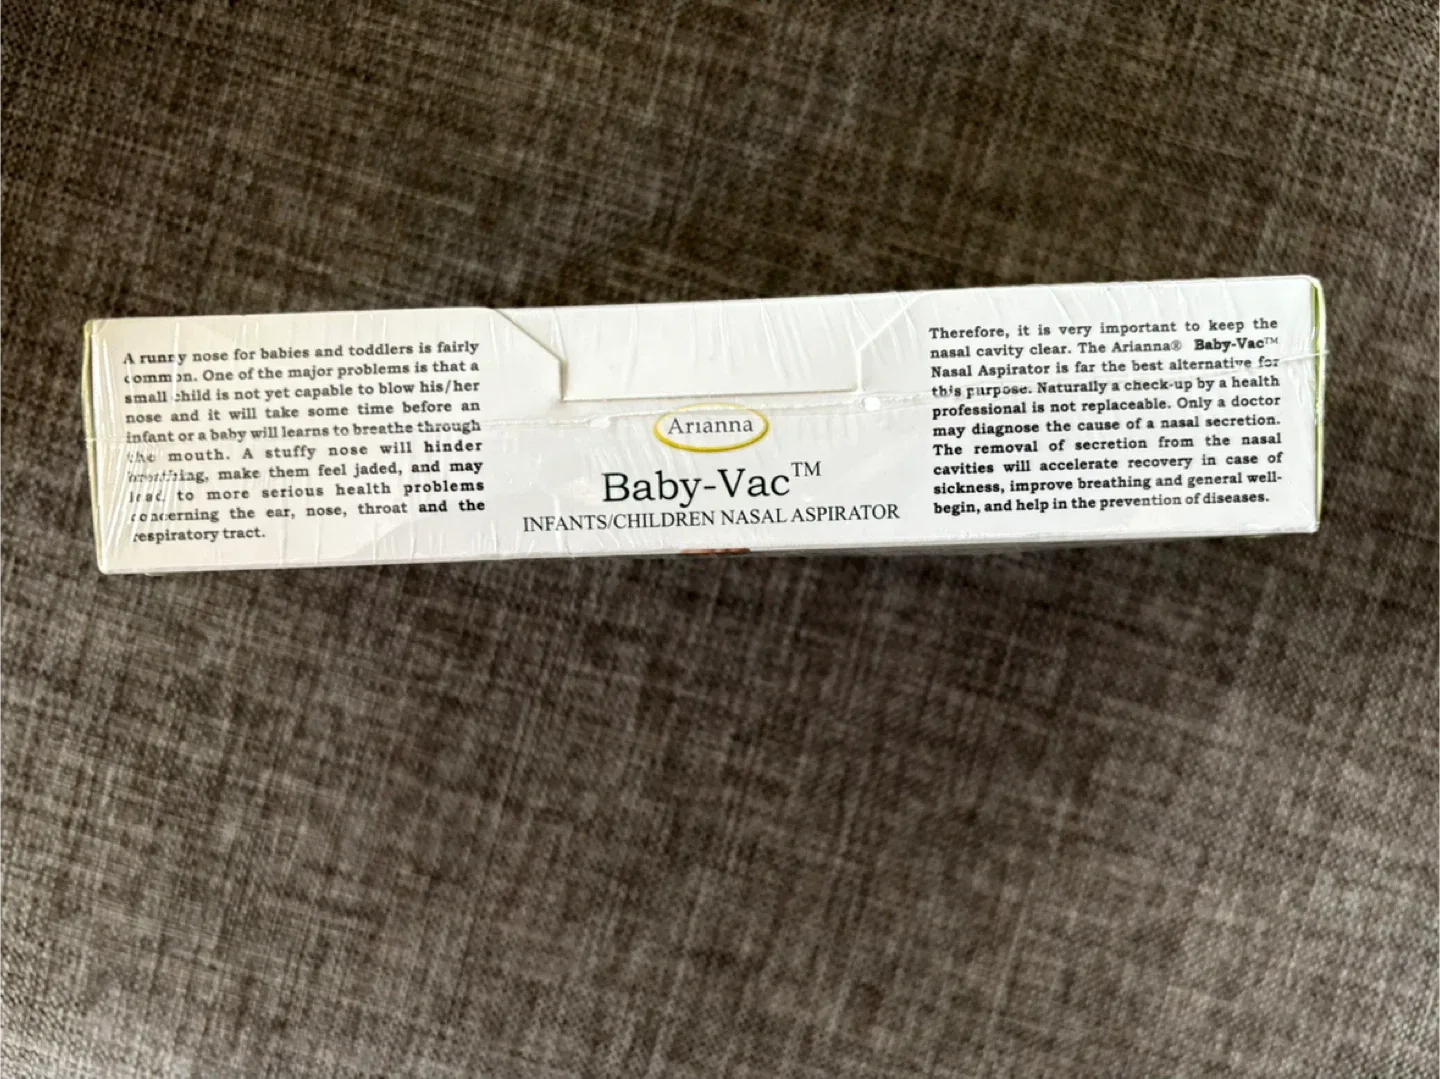 A runny nose for babies and toddlers is fairly
common. One of the major problems is that a
small child is not yet capable to blow his/her
nose and it will take some time before an
infant or a baby will learns to breathe through
the mouth. A stuffy nose will hinder
breathing, make them feel jaded, and may
lead to more serious health problems
concerning the ear, nose, throat and the
respiratory tract.
Arianna
Baby-Vac™
INFANTS/CHILDREN NASAL ASPIRATOR
Therefore, it is very important to keep the
nasal cavity clear. The Arianna® Baby-Vac™
Nasal Aspirator is far the best alternative for
this purpose. Naturally a check-up by a health
professional is not replaceable. Only a doctor
may diagnose the cause of a nasal secretion.
The removal of secretion from the nasal
cavities will accelerate recovery in case of
sickness, improve breathing and general well-
begin, and help in the prevention of diseases.